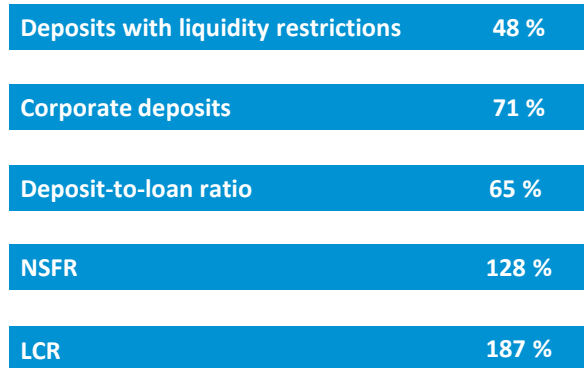 Deposits with liquidity restrictions 48 %
Corporate deposits 71 %
Deposit-to-loan ratio 65 %
NSFR 128 %
LCR 187 %